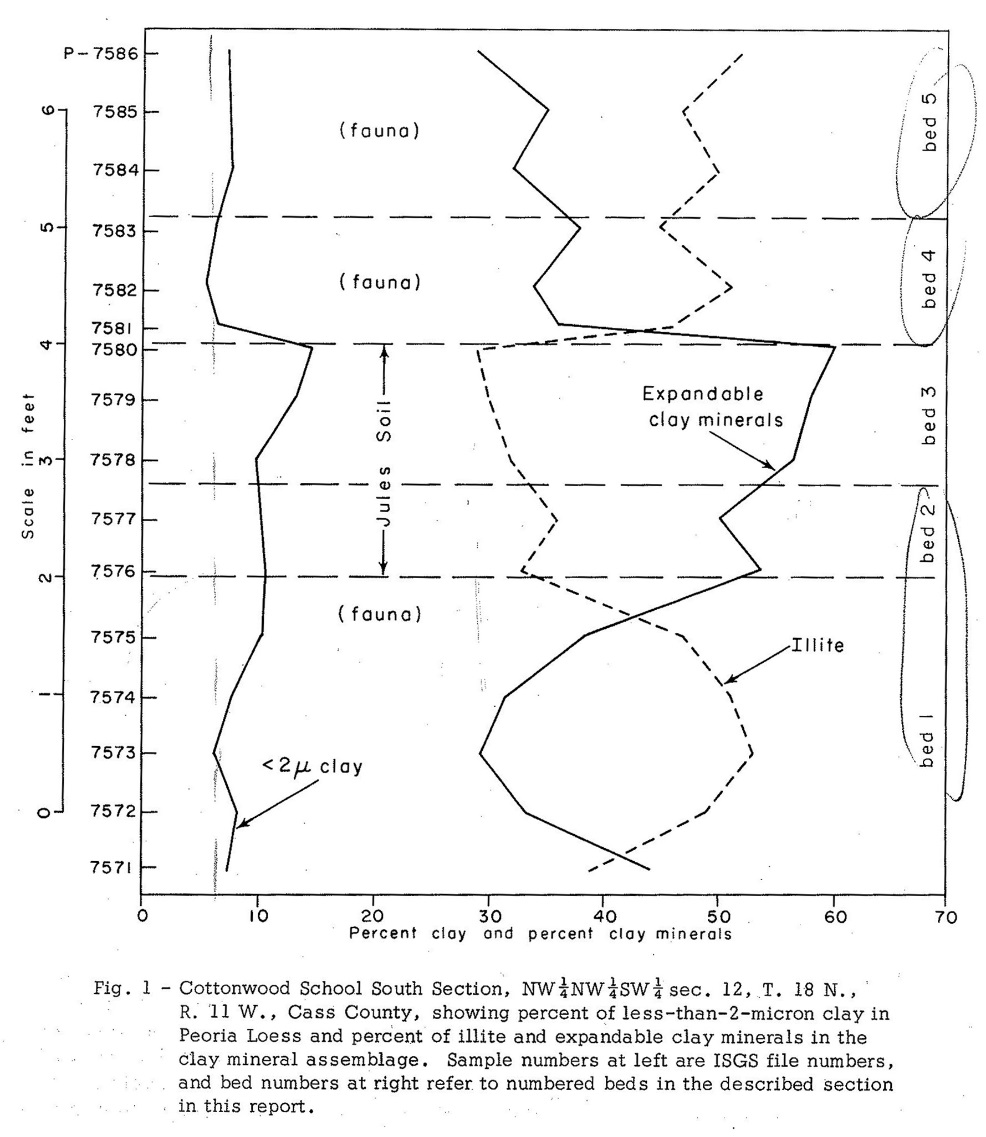 P-7586
7585
7584
7583
7582
7581
7580
7579
7578
7577
7576
7575
7574
7573
7572
7571
6
5
4
3
2
1
0
Scale in feet
(fauna)
(fauna)
Jules Soil
(fauna)
Expandable
clay minerals
Illite
<2μ clay
bed 5
bed 4
bed 3
bed 2
bed 1
0 10 20 30 40 50 60 70
Percent clay and percent clay minerals
Fig. 1 - Cottonwood School South Section, NW¼NW¼SW¼ sec. 12, T. 18 N.,
R. 11 W., Cass County, showing percent of less-than-2-micron clay in
Peoria Loess and percent of illite and expandable clay minerals in the
clay mineral assemblage. Sample numbers at left are ISGS file numbers,
and bed numbers at right refer to numbered beds in the described section
in this report.